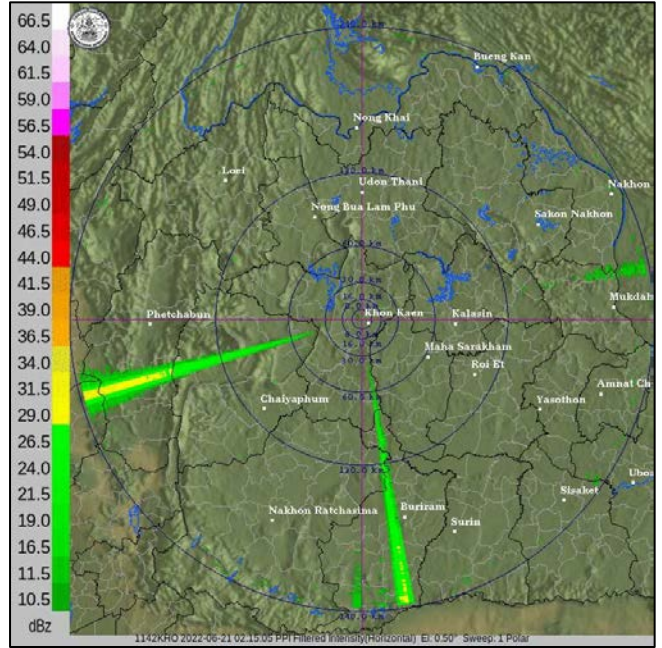 66.5
64.0
61.5
59.0
56.5
54.0
51.5
49.0
46.5
44.0
41.5
39.0
36.5
34.0
31.5
29.0
26.5
24.0
21.5
19.0
16.5
11.5
10.5
dBz
Bueng Kan
Nong Khai
Loei
Udon Thani
Nakhon
Nong Bua Lam Phu
Sakon Nakhon
Mukdah
Phetchabun
Khon Kaen
Kalasin
Maha Sarakham
Roi Et
Chaiyaphum
Amnat Ch
Yasothon
Ubon
Sisaket
Nakhon Ratchasima
Buriram
Surin
1142KHO 2022-06-21 02:15:05 PPI Filtered Intensity(Horizontal) El: 0.50° Sweep: 1 Polar